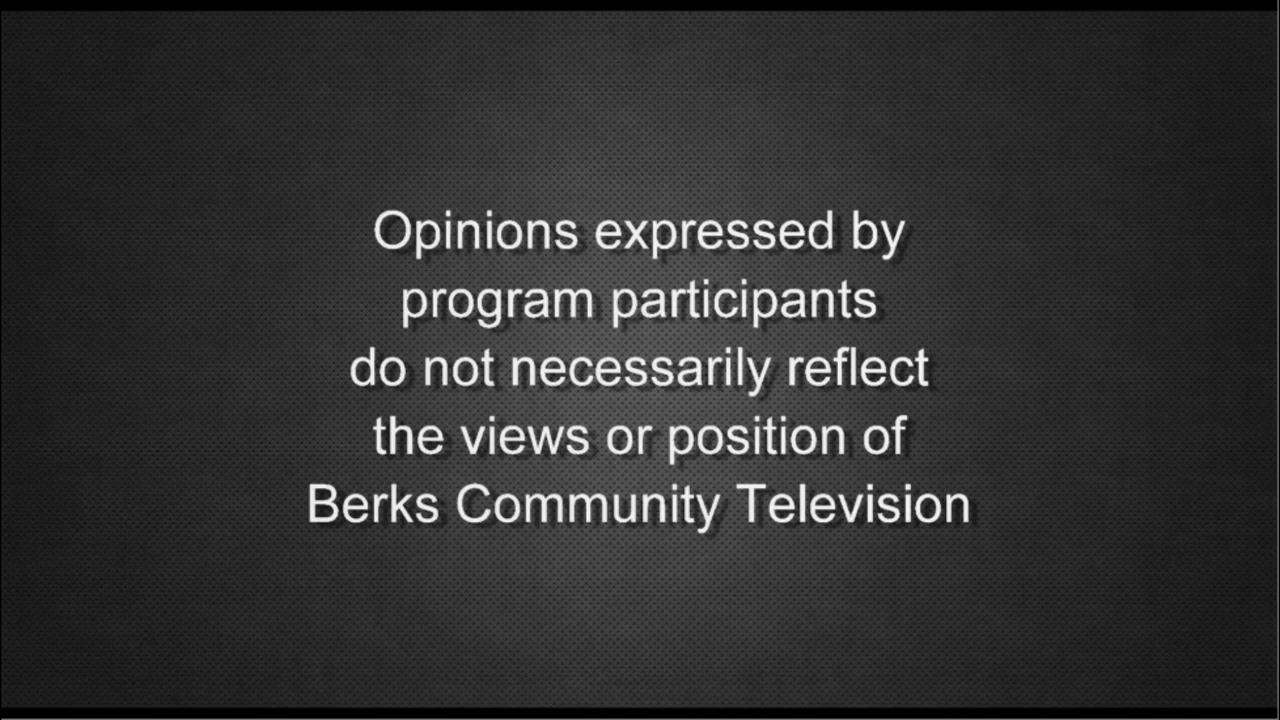 Opinions expressed by
program participants
do not necessarily reflect
the views or position of
Berks Community Television